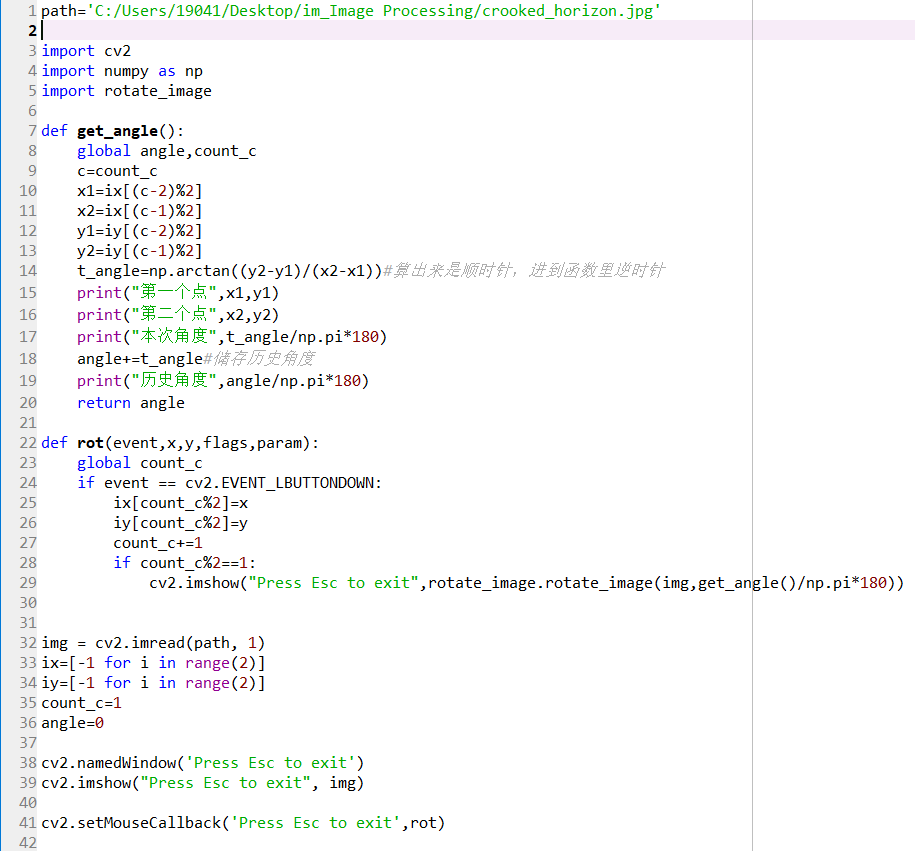 1 path='C:/Users/19041/Desktop/im_Image Processing/crooked_horizon.jpg'
2
3 import cv2
4 import numpy as np
5 import rotate_image
6
7 def get_angle():
8     global angle,count_c
9     c=count_c
10     x1=ix[(c-2)%2]
11     x2=ix[(c-1)%2]
12     y1=iy[(c-2)%2]
13     y2=iy[(c-1)%2]
14     t_angle=np.arctan((y2-y1)/(x2-x1))#算出来是顺时针，进到函数里逆时针
15     print("第一个点",x1,y1)
16     print("第二个点",x2,y2)
17     print("本次角度",t_angle/np.pi*180)
18     angle+=t_angle#储存历史角度
19     print("历史角度",angle/np.pi*180)
20     return angle
21
22 def rot(event,x,y,flags,param):
23     global count_c
24     if event == cv2.EVENT_LBUTTONDOWN:
25         ix[count_c%2]=x
26         iy[count_c%2]=y
27         count_c+=1
28         if count_c%2==1:
29             cv2.imshow("Press Esc to exit",rotate_image.rotate_image(img,get_angle()/np.pi*180))
30
31
32 img = cv2.imread(path, 1)
33 ix=[-1 for i in range(2)]
34 iy=[-1 for i in range(2)]
35 count_c=1
36 angle=0
37
38 cv2.namedWindow('Press Esc to exit')
39 cv2.imshow("Press Esc to exit", img)
40
41 cv2.setMouseCallback('Press Esc to exit',rot)
42